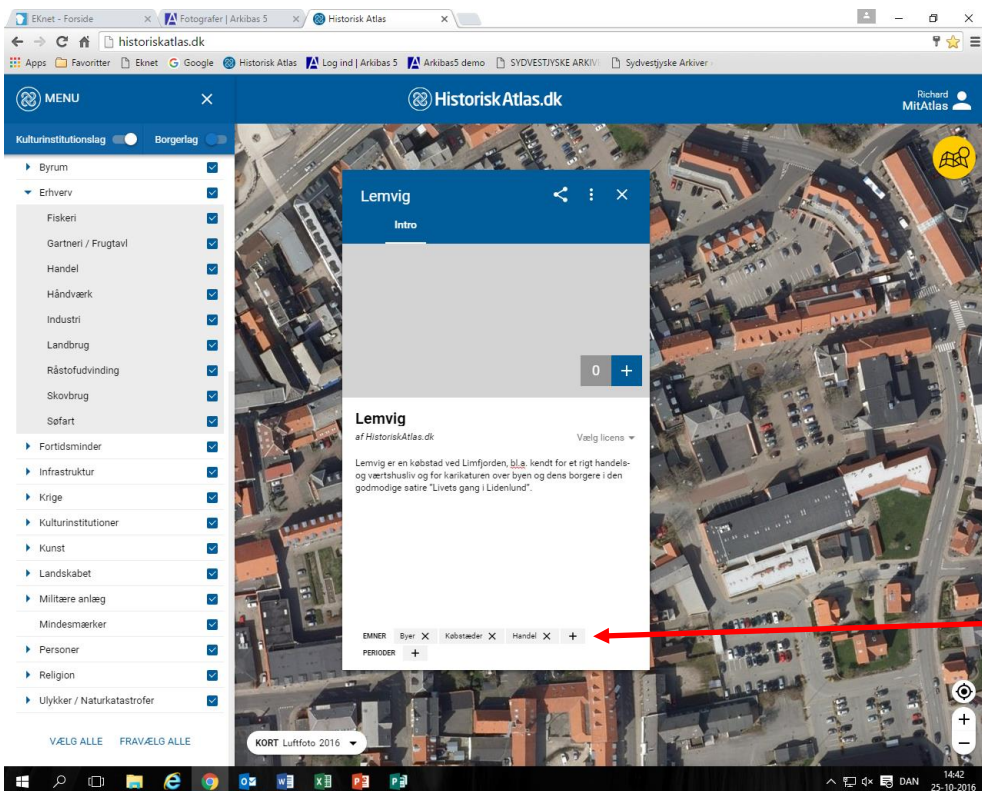 EKnet - Forside
Fotografer | Arkibas 5
Historisk Atlas
historiskatlas.dk
Apps Favoritter Eknet G Google Historisk Atlas Log ind | Arkibas 5 Arkibas5 demo SYDVESTJYSKE ARKIV Sydvestjyske Arkiver
MENU
HistoriskAtlas.dk
Richard
MitAtlas
Kulturinstitutionslag Borgerlag
Byrum
Erhverv
Fiskeri
Gartneri / Frugtavl
Handel
Håndværk
Industri
Landbrug
Råstofudvinding
Skovbrug
Søfart
Fortidsminder
Infrastruktur
Krige
Kulturinstitutioner
Kunst
Landskabet
Militære anlæg
Mindesmærker
Personer
Religion
Ulykker / Naturkatastrofer
VÆLG ALLE FRAVÆLG ALLE
Lemvig
Intro
0 +
Lemvig
af HistoriskAtlas.dk Vælg licens
Lemvig er en købstad ved Limfjorden, bl.a. kendt for et rigt handels-
og værtshusliv og for karikaturen over byen og dens borgere i den
godmodige satire "Livets gang i Lidenlund".
EMNER Byer X Købstæder X Handel X +
PERIODER +
KORT Luftfoto 2016
+
−
DAN
14:42
25-10-2016